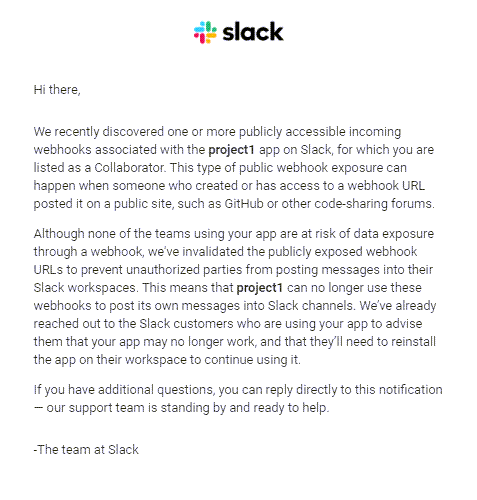 slack
Hi there,
We recently discovered one or more publicly accessible incoming
webhooks associated with the project1 app on Slack, for which you are
listed as a Collaborator. This type of public webhook exposure can
happen when someone who created or has access to a webhook URL
posted it on a public site, such as GitHub or other code-sharing forums.
Although none of the teams using your app are at risk of data exposure
through a webhook, we've invalidated the publicly exposed webhook
URLs to prevent unauthorized parties from posting messages into their
Slack workspaces. This means that project1 can no longer use these
webhooks to post its own messages into Slack channels. We've already
reached out to the Slack customers who are using your app to advise
them that your app may no longer work, and that they'll need to reinstall
the app on their workspace to continue using it.
If you have additional questions, you can reply directly to this notification
— our support team is standing by and ready to help.
-The team at Slack